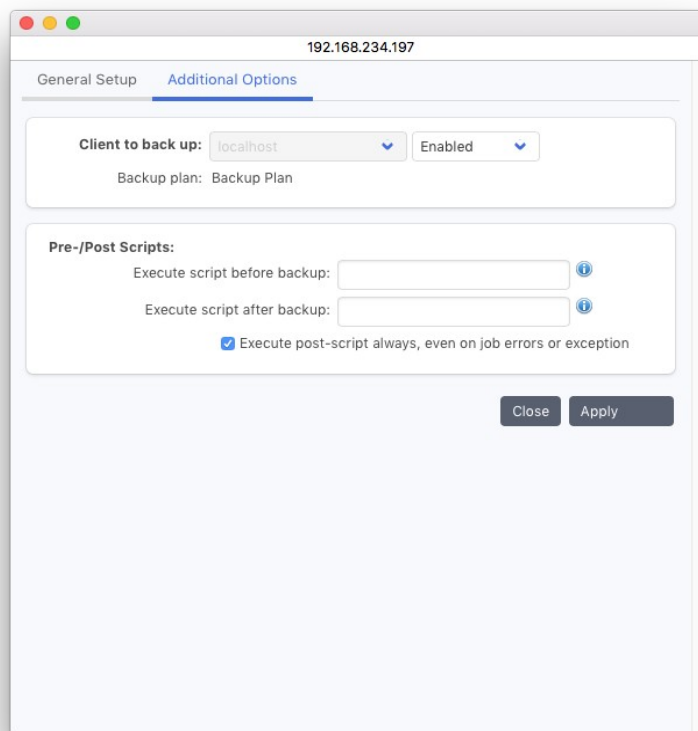 192.168.234.197
General Setup Additional Options
Client to back up: localhost Enabled
Backup plan: Backup Plan
Pre-/Post Scripts:
Execute script before backup:
Execute script after backup:
Execute post-script always, even on job errors or exception
Close Apply